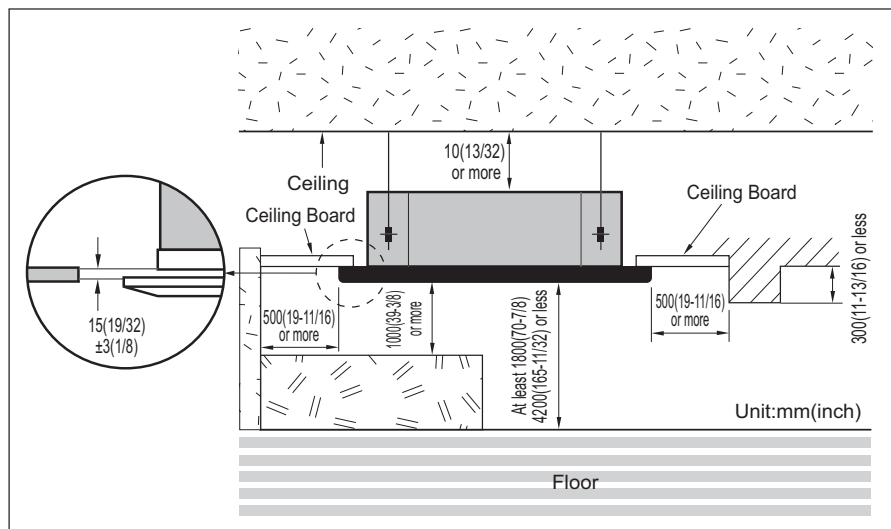 10(13/32)
or more
Ceiling
Ceiling Board
Ceiling Board
15(19/32)
±3(1/8)
500(19-11/16)
or more
1000(39-3/8)
or more
At least 1800(70-7/8)
4200(165-11/32) or less
500(19-11/16)
or more
300(11-13/16) or less
Unit:mm(inch)
Floor